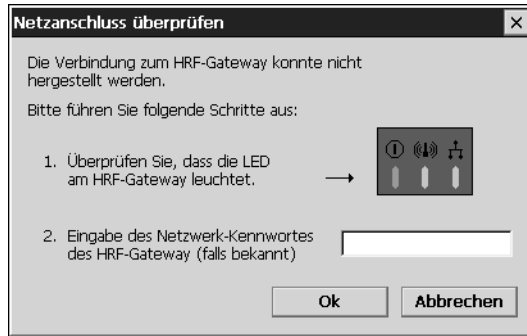 Netzanschluss überprüfen
Die Verbindung zum HRF-Gateway konnte nicht
hergestellt werden.
Bitte führen Sie folgende Schritte aus:
1. Überprüfen Sie, dass die LED
am HRF-Gateway leuchtet.
2. Eingabe des Netzwerk-Kennwortes
des HRF-Gateway (falls bekannt)
Ok
Abbrechen